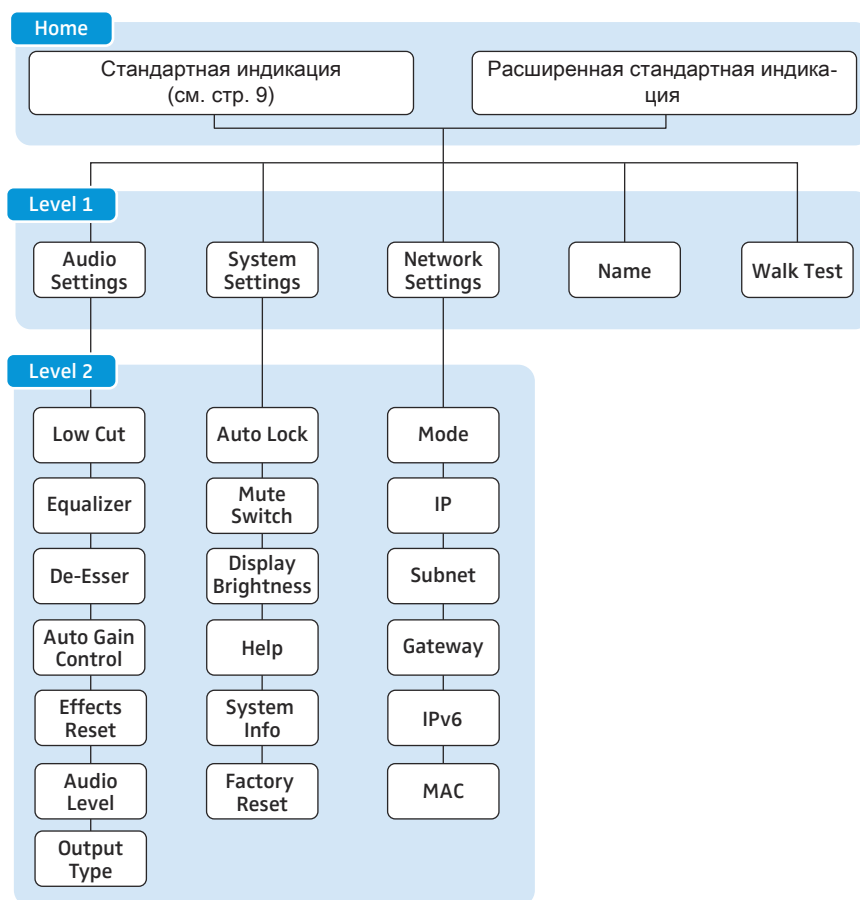 Home
Стандартная индикация
(см. стр. 9)
Расширенная стандартная индика-
ция
Level 1
Audio
Settings
System
Settings
Network
Settings
Name
Walk Test
Level 2
Low Cut
Equalizer
De-Esser
Auto Gain
Control
Effects
Reset
Audio
Level
Output
Type
Auto Lock
Mute
Switch
Display
Brightness
Help
System
Info
Factory
Reset
Mode
IP
Subnet
Gateway
IPv6
MAC